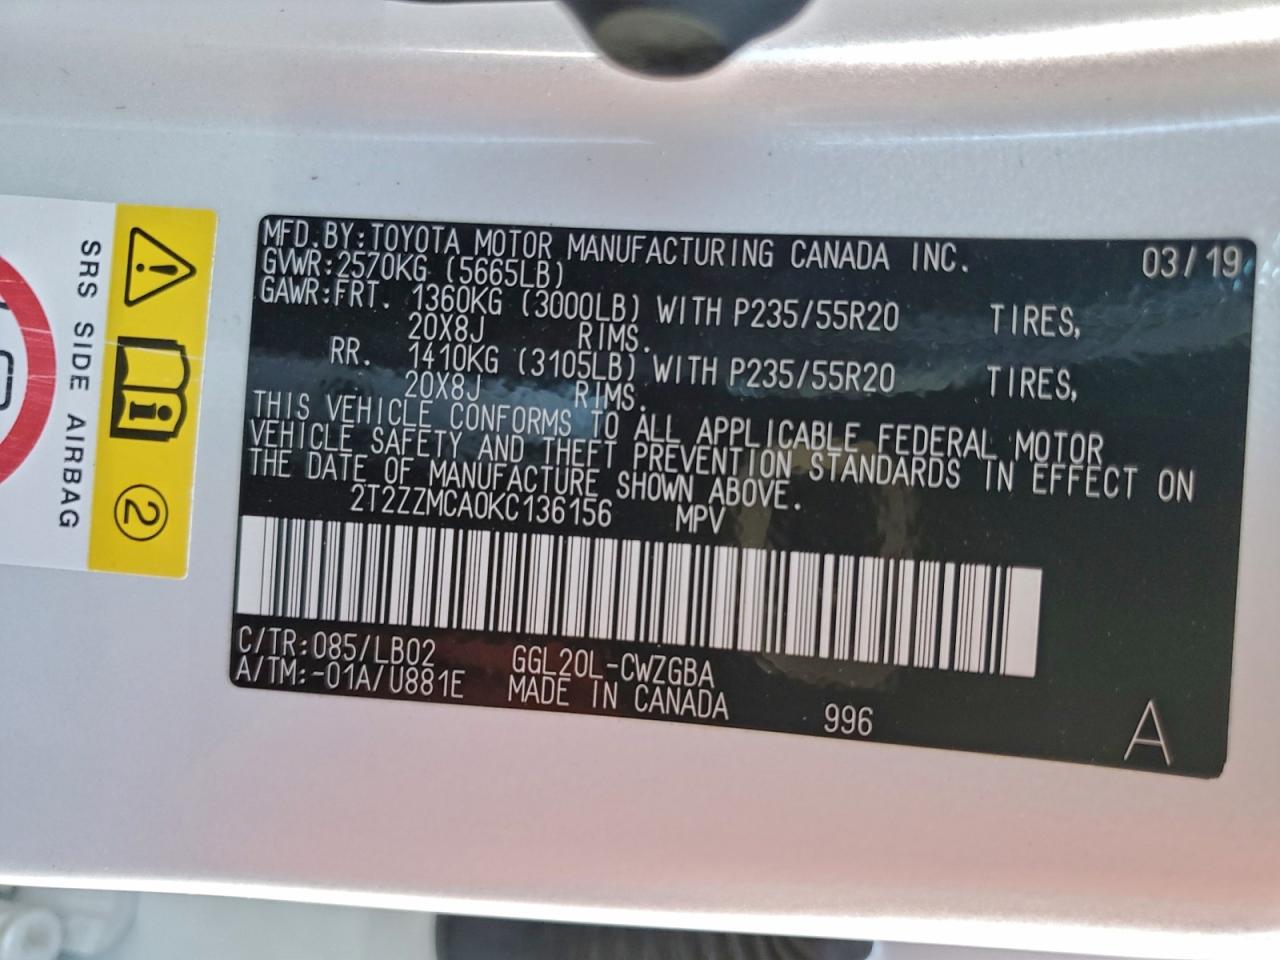 MFD.BY:TOYOTA MOTOR MANUFACTURING CANADA INC. 03/19
GVWR:2570KG (5665LB)
GAWR:FRT. 1360KG (3000LB) WITH P235/55R20 TIRES,
20X8J RIMS.
RR. 1410KG (3105LB) WITH P235/55R20 TIRES,
20X8J RIMS.
THIS VEHICLE CONFORMS TO ALL APPLICABLE FEDERAL MOTOR
VEHICLE SAFETY AND THEFT PREVENTION STANDARDS IN EFFECT ON
THE DATE OF MANUFACTURE SHOWN ABOVE.
2T2ZZMCA0KC136156 MPV
C/TR:085/LB02 GGL20L-CWZGBA
A/TM:-01A/U881E MADE IN CANADA 996
A
SRS SIDE AIRBAG
2